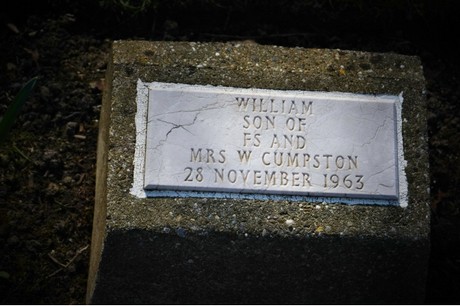 WILLIAM
SON OF
FS AND
MRS W CUMPSTON
28 NOVEMBER 1963